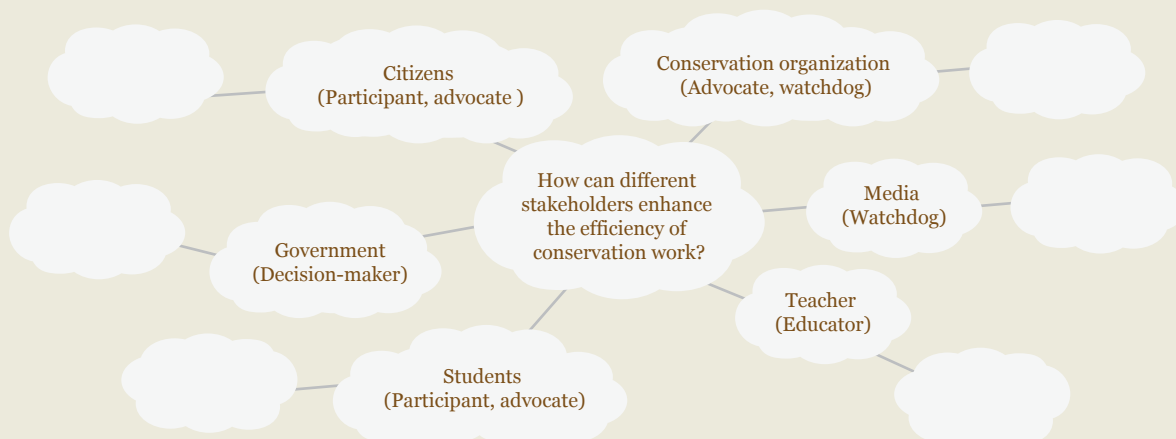 Citizens
(Participant, advocate )
Conservation organization
(Advocate, watchdog)
How can different
stakeholders enhance
the efficiency of
conservation work?
Media
(Watchdog)
Government
(Decision-maker)
Teacher
(Educator)
Students
(Participant, advocate)